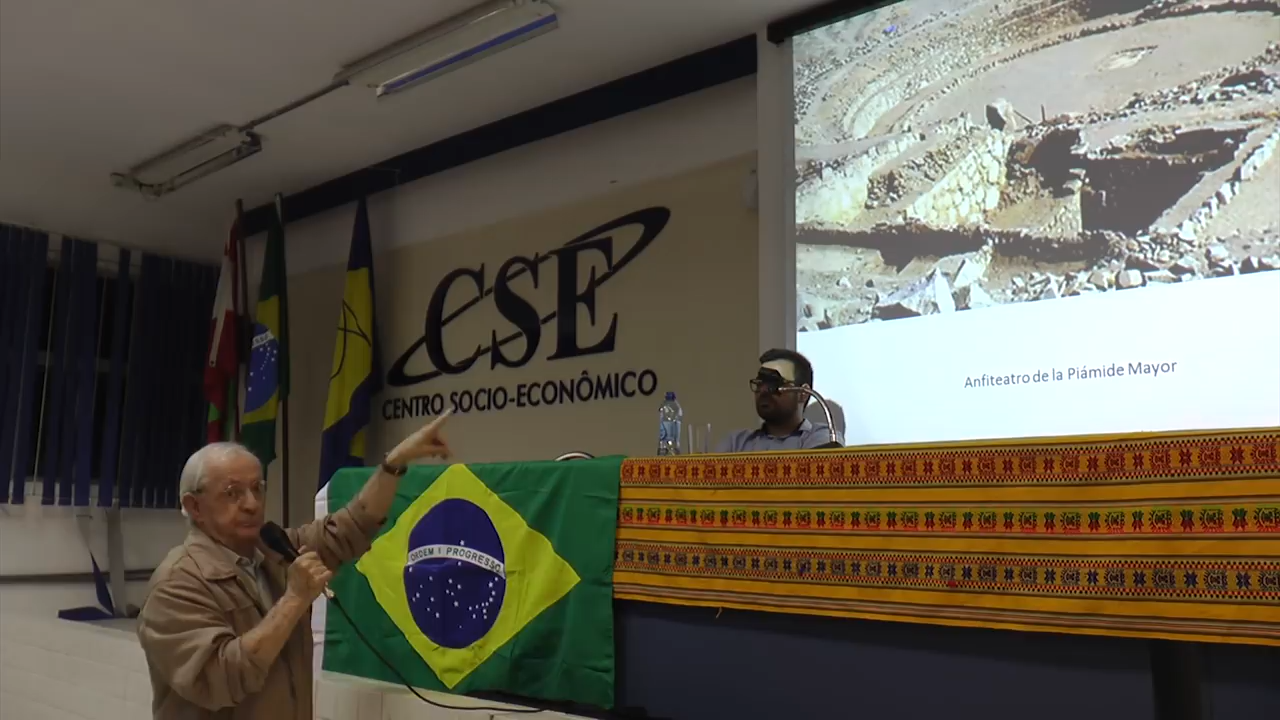 CSE
CENTRO SOCIO-ECONÔMICO
Anfiteatro de la Piámide Mayor
ORDEM E PROGRESSO